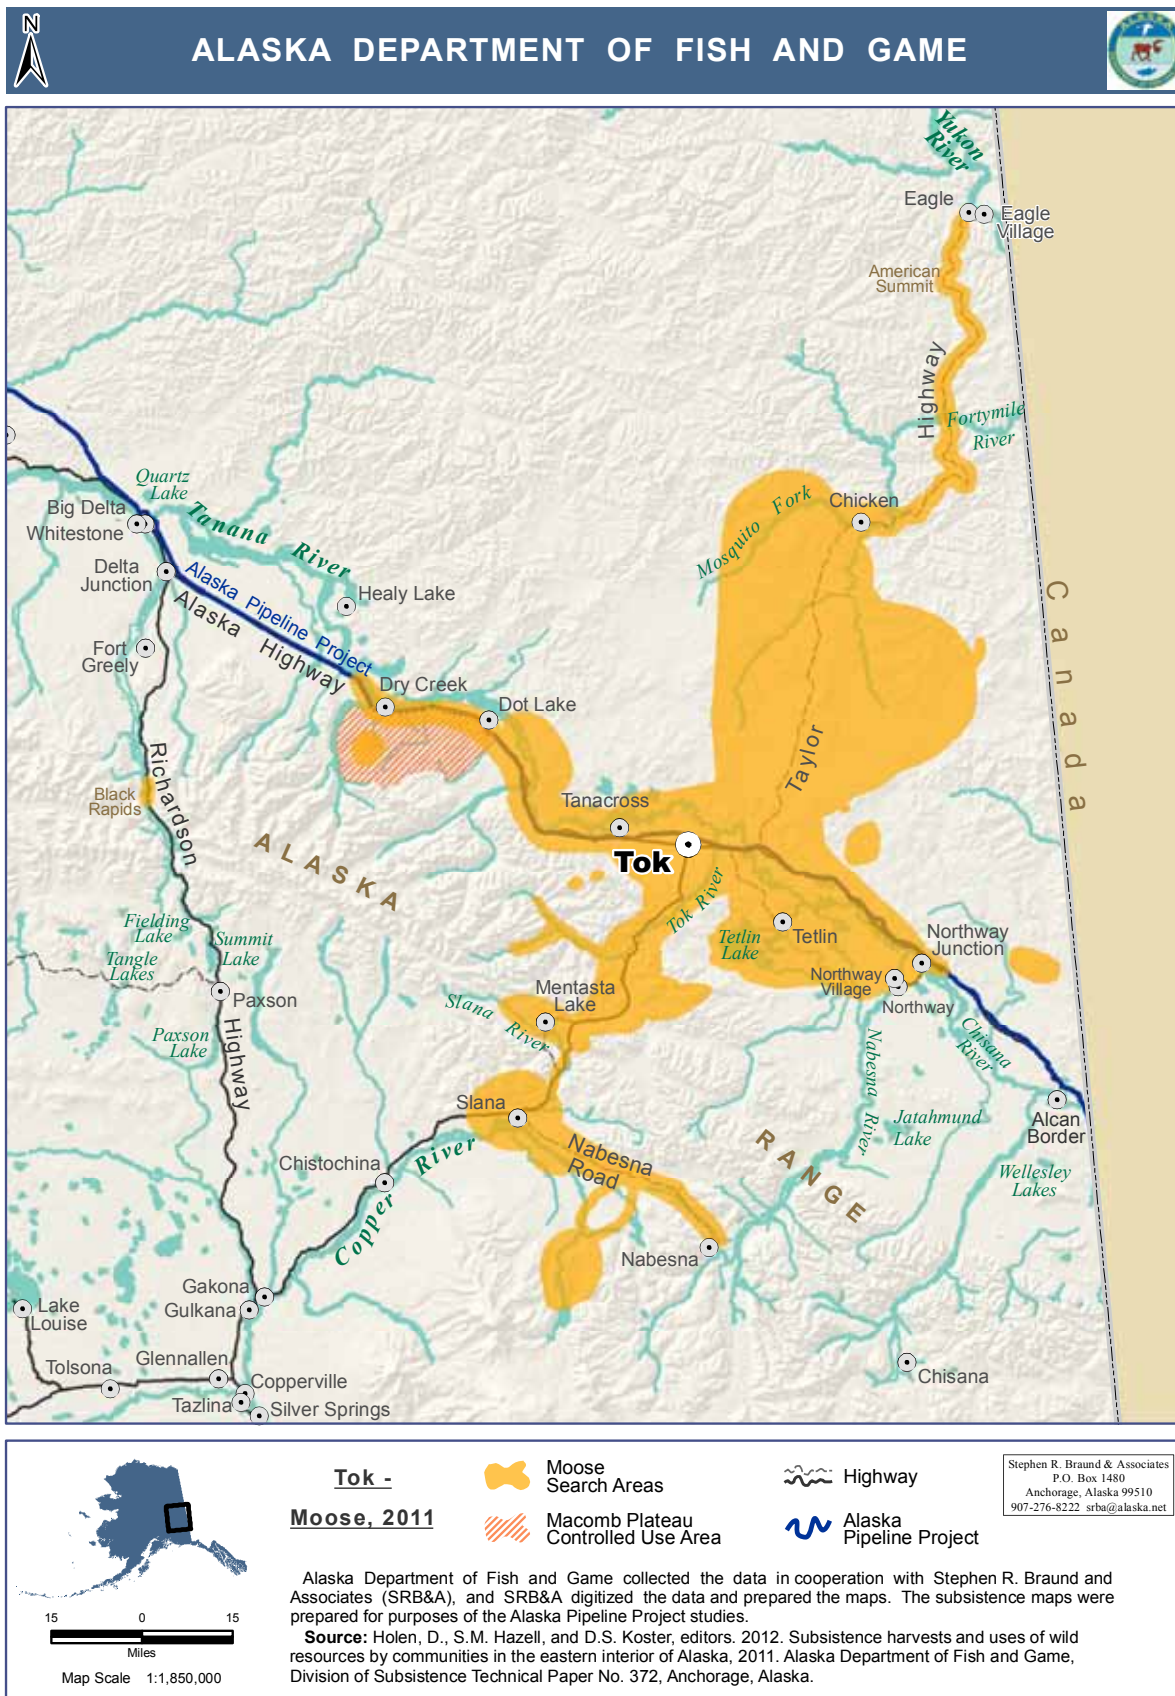 N
ALASKA DEPARTMENT OF FISH AND GAME
ALASKA
Yukon
River
Eagle
Eagle
Village
American
Summit
Highway
Fortymile
River
Quartz
Lake
Big Delta
Whitestone
Tanana River
Chicken
Mosquito Fork
Delta
Junction
Alaska Pipeline Project
Alaska Highway
Healy Lake
Canada
Fort
Greely
Dry Creek
Dot Lake
Taylor
Richardson
Black
Rapids
Tanacross
Tok
ALASKA
Tok River
Fielding
Lake
Summit
Lake
Tangle
Lakes
Tetlin
Lake
Tetlin
Northway
Junction
Northway
Village
Northway
Paxson
Mentasta
Lake
Slana River
Paxson
Lake
Highway
Nabesna River
Chisana
River
Slana
Jatahmund
Lake
Alcan
Border
Nabesna
Road
RANGE
Chistochina
Copper River
Wellesley
Lakes
Nabesna
Gakona
Gulkana
Lake
Louise
Glennallen
Tolsona
Copperville
Tazlina
Silver Springs
Chisana
Tok -
Moose, 2011
Moose
Search Areas
Macomb Plateau
Controlled Use Area
Highway
Alaska
Pipeline Project
Stephen R. Braund & Associates
P.O. Box 1480
Anchorage, Alaska 99510
907-276-8222 srba@alaska.net
15 0 15
Miles
Map Scale 1:1,850,000
Alaska Department of Fish and Game collected the data in cooperation with Stephen R. Braund and
Associates (SRB&A), and SRB&A digitized the data and prepared the maps. The subsistence maps were
prepared for purposes of the Alaska Pipeline Project studies.
Source: Holen, D., S.M. Hazell, and D.S. Koster, editors. 2012. Subsistence harvests and uses of wild
resources by communities in the eastern interior of Alaska, 2011. Alaska Department of Fish and Game,
Division of Subsistence Technical Paper No. 372, Anchorage, Alaska.